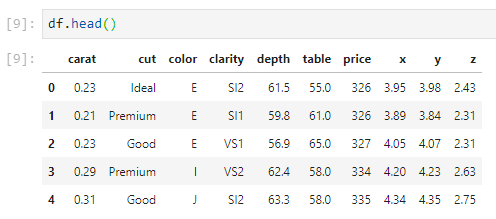 [9]: df.head()
[9]: carat cut color clarity depth table price x y z
0 0.23 Ideal E SI2 61.5 55.0 326 3.95 3.98 2.43
1 0.21 Premium E SI1 59.8 61.0 326 3.89 3.84 2.31
2 0.23 Good E VS1 56.9 65.0 327 4.05 4.07 2.31
3 0.29 Premium I VS2 62.4 58.0 334 4.20 4.23 2.63
4 0.31 Good J SI2 63.3 58.0 335 4.34 4.35 2.75